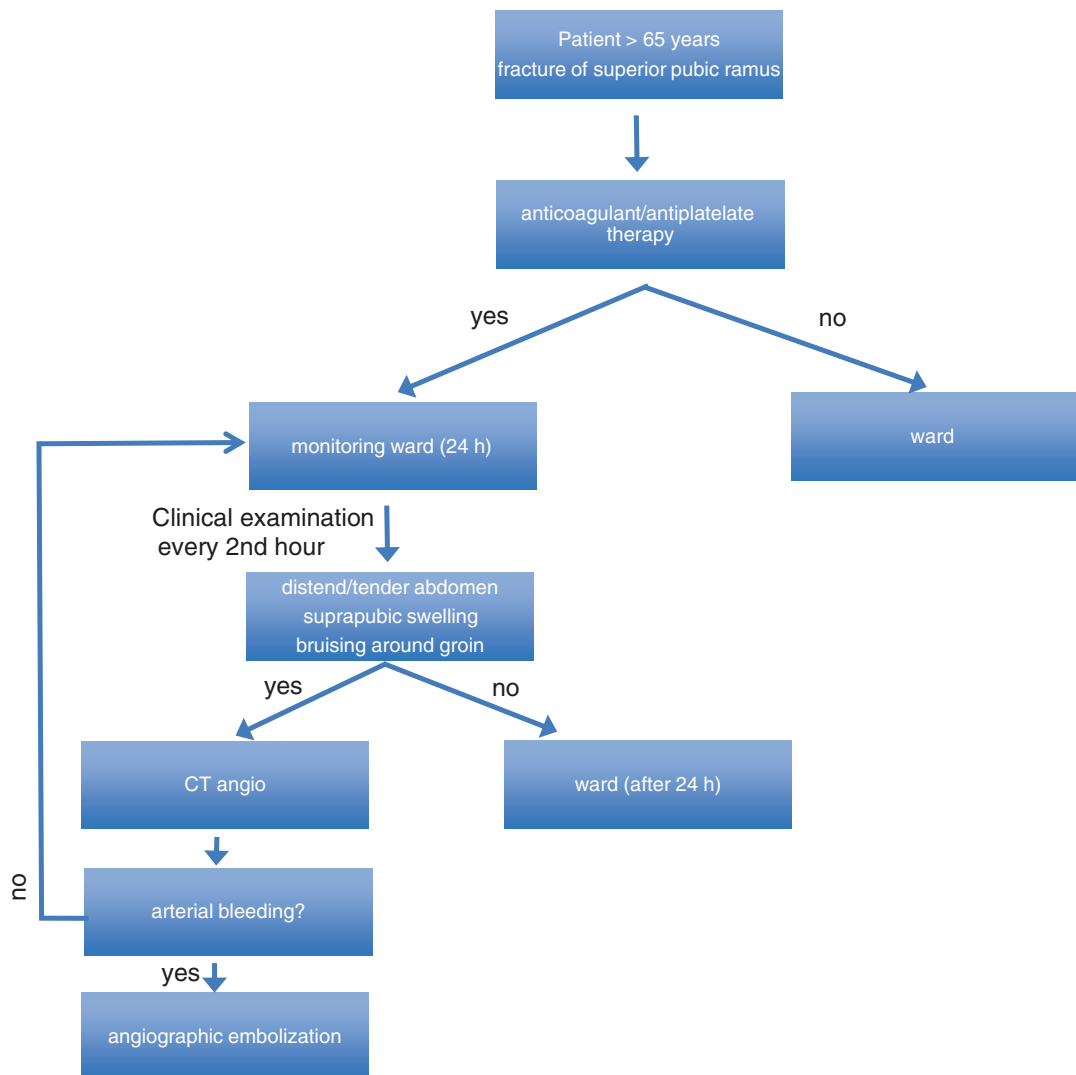 Patient > 65 years
fracture of superior pubic ramus
anticoagulant/antiplatelate
therapy
yes
no
monitoring ward (24 h)
ward
Clinical examination
every 2nd hour
distend/tender abdomen
suprapubic swelling
bruising around groin
yes
no
CT angio
ward (after 24 h)
no
arterial bleeding?
yes
angiographic embolization